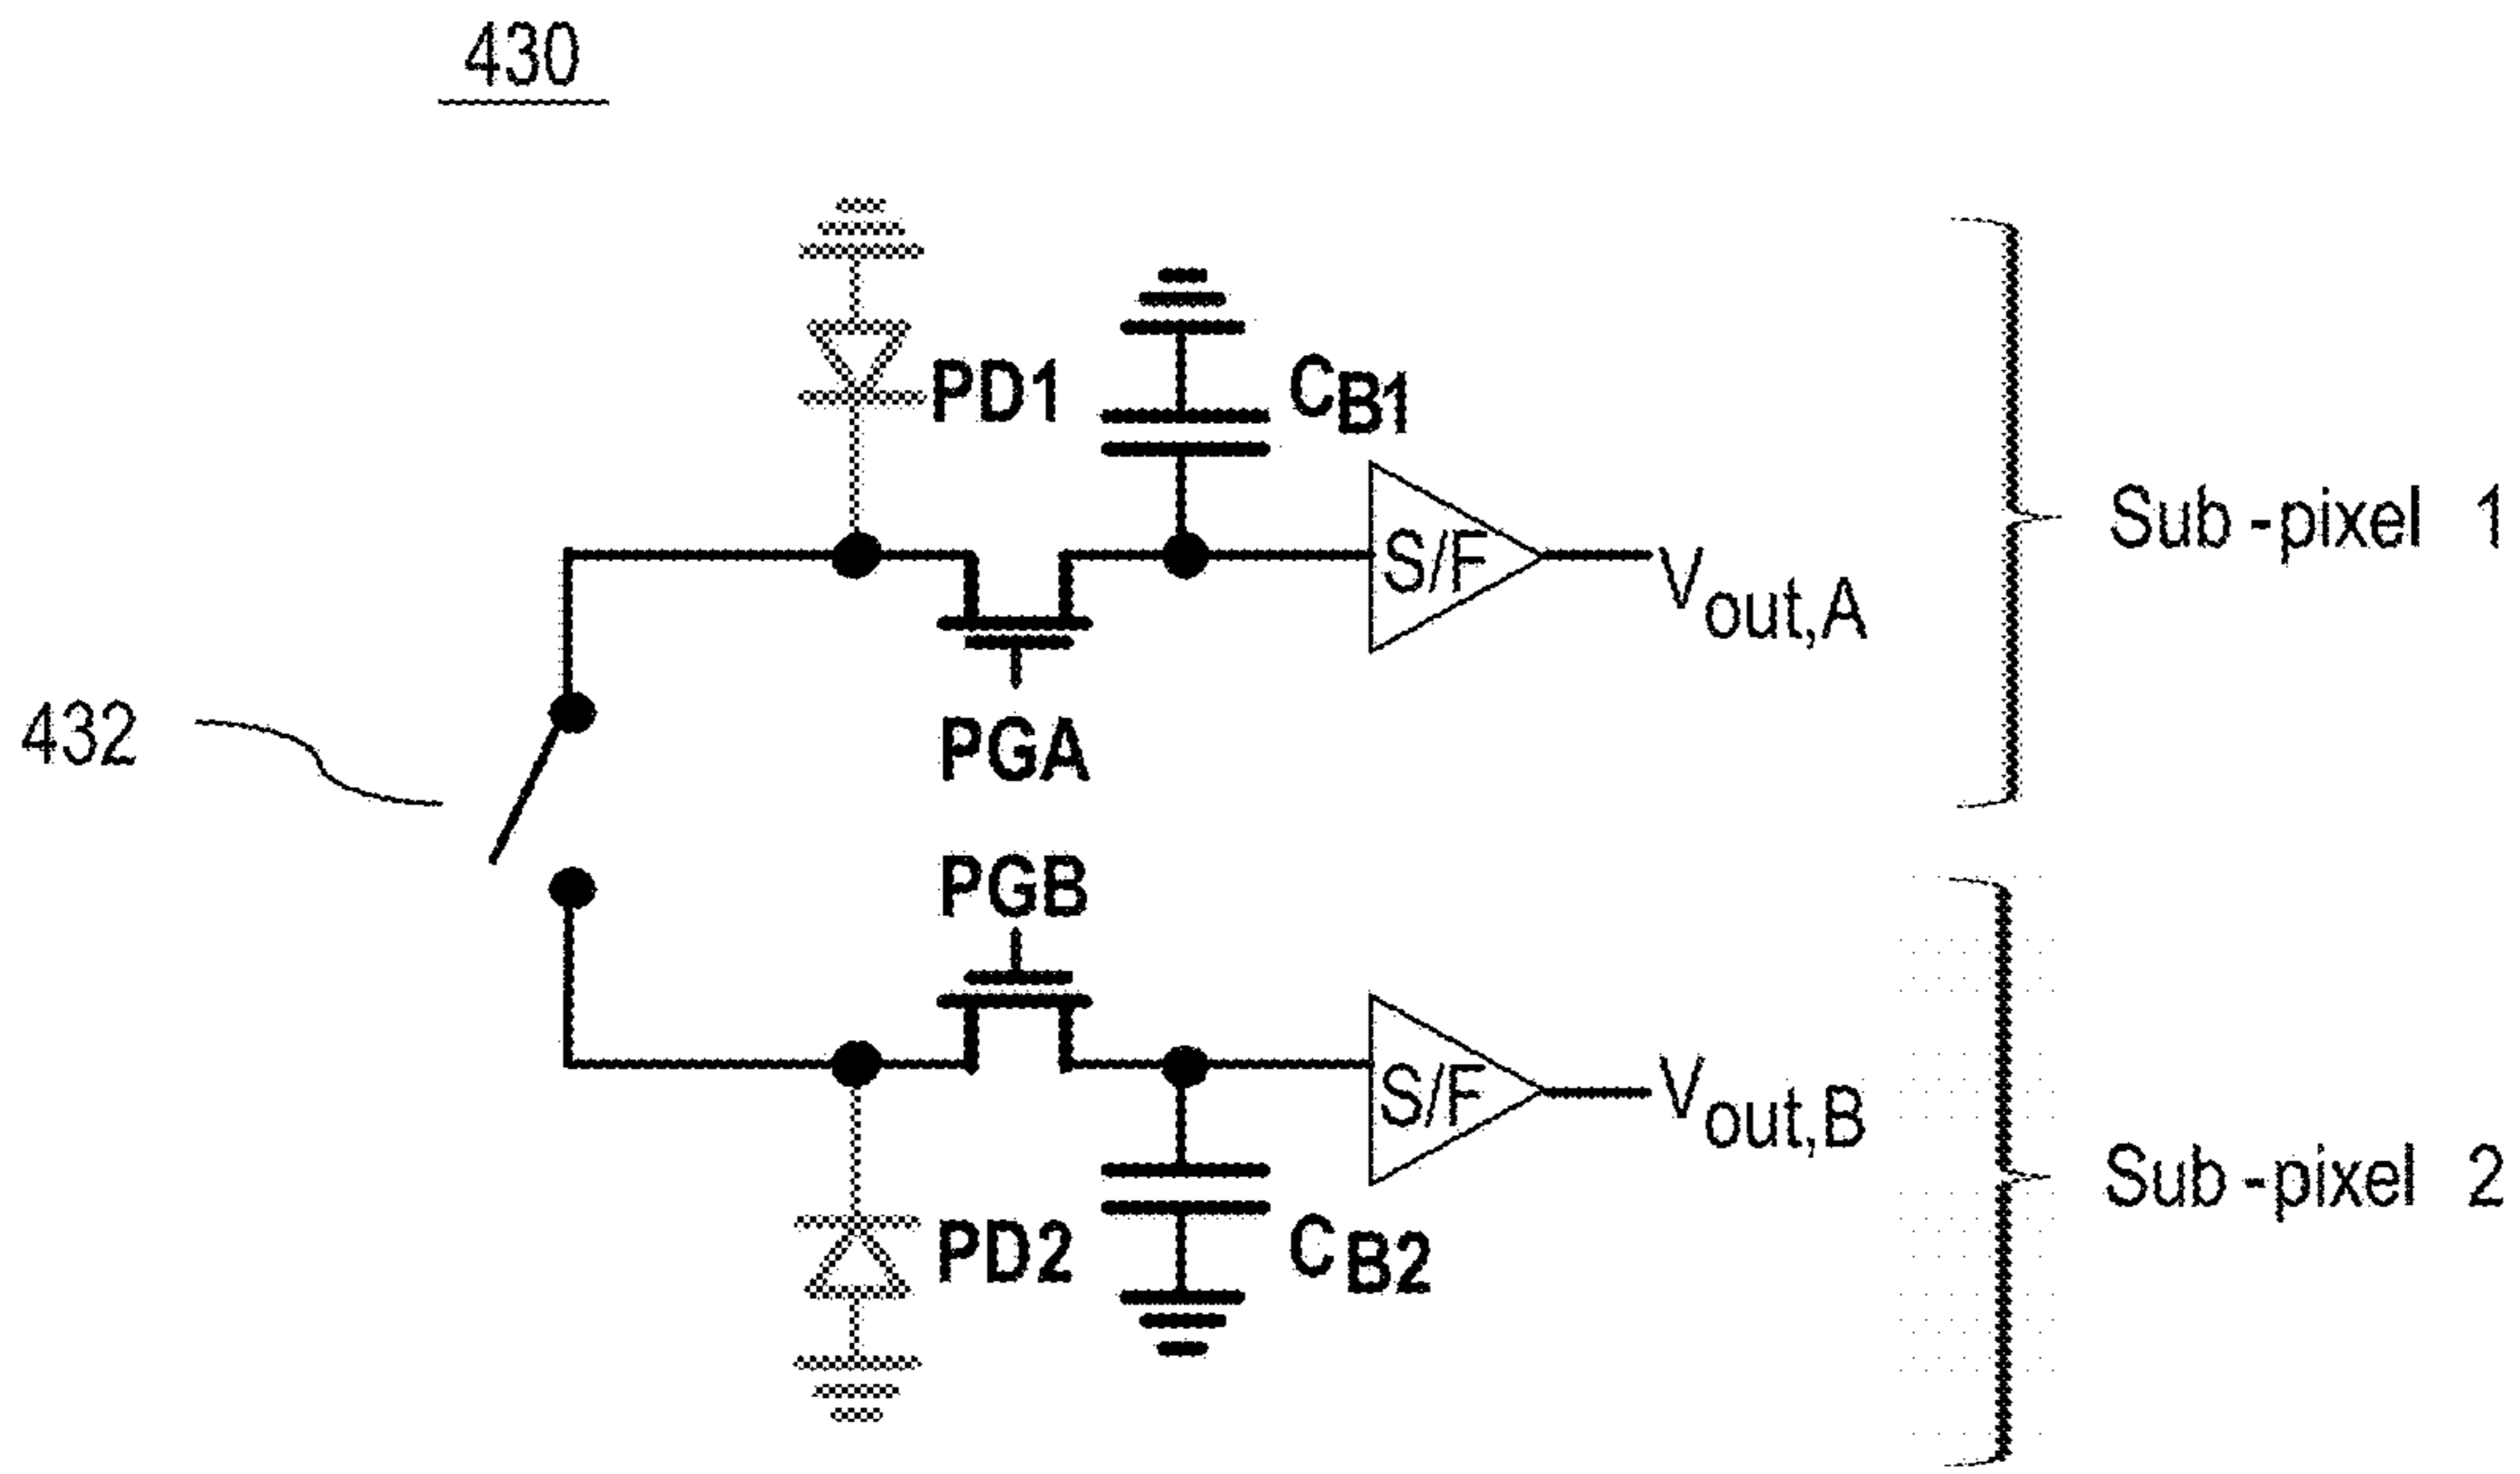 430
PD1
CB1
S/F
Vout,A
Sub-pixel 1
PGA
432
PGB
S/F
Vout,B
Sub-pixel 2
PD2
CB2